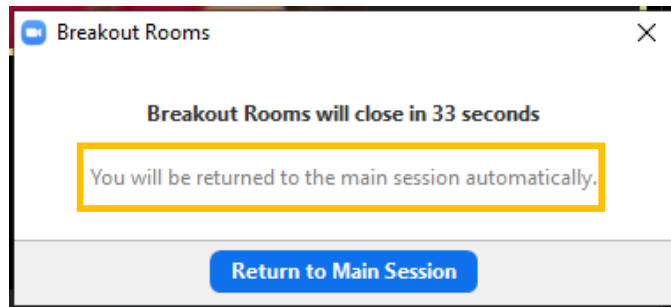 Breakout Rooms
Breakout Rooms will close in 33 seconds
You will be returned to the main session automatically.
Return to Main Session